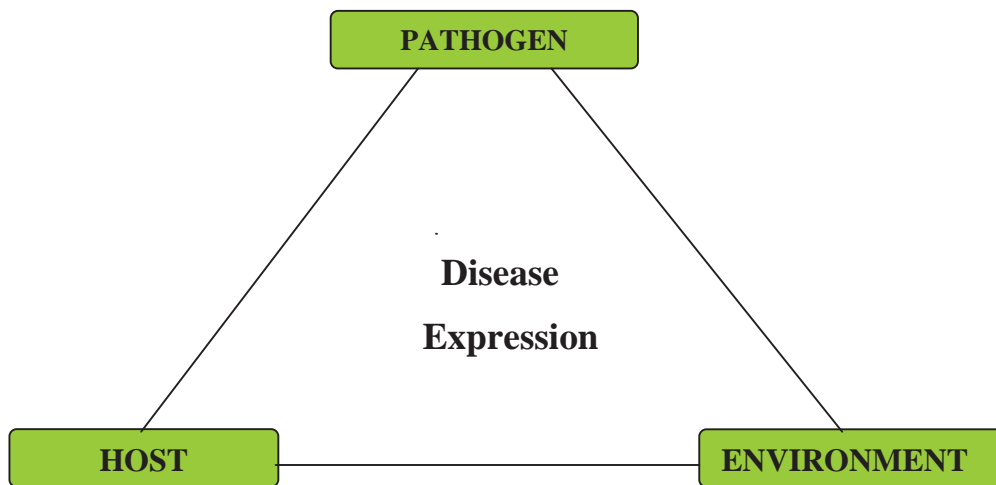 PATHOGEN
Disease
Expression
HOST
ENVIRONMENT